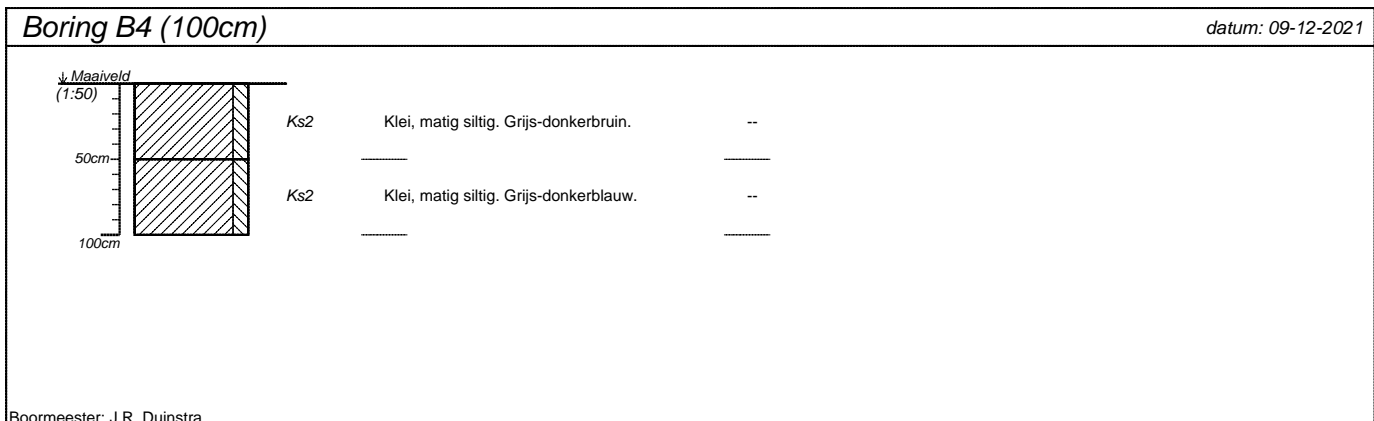 Boring B4 (100cm) datum: 09-12-2021
Maaiveld
(1:50)
Ks2 Klei, matig siltig. Grijs-donkerbruin. --
50cm
Ks2 Klei, matig siltig. Grijs-donkerblauw. --
100cm
Boormeester: J.R. Duinstra